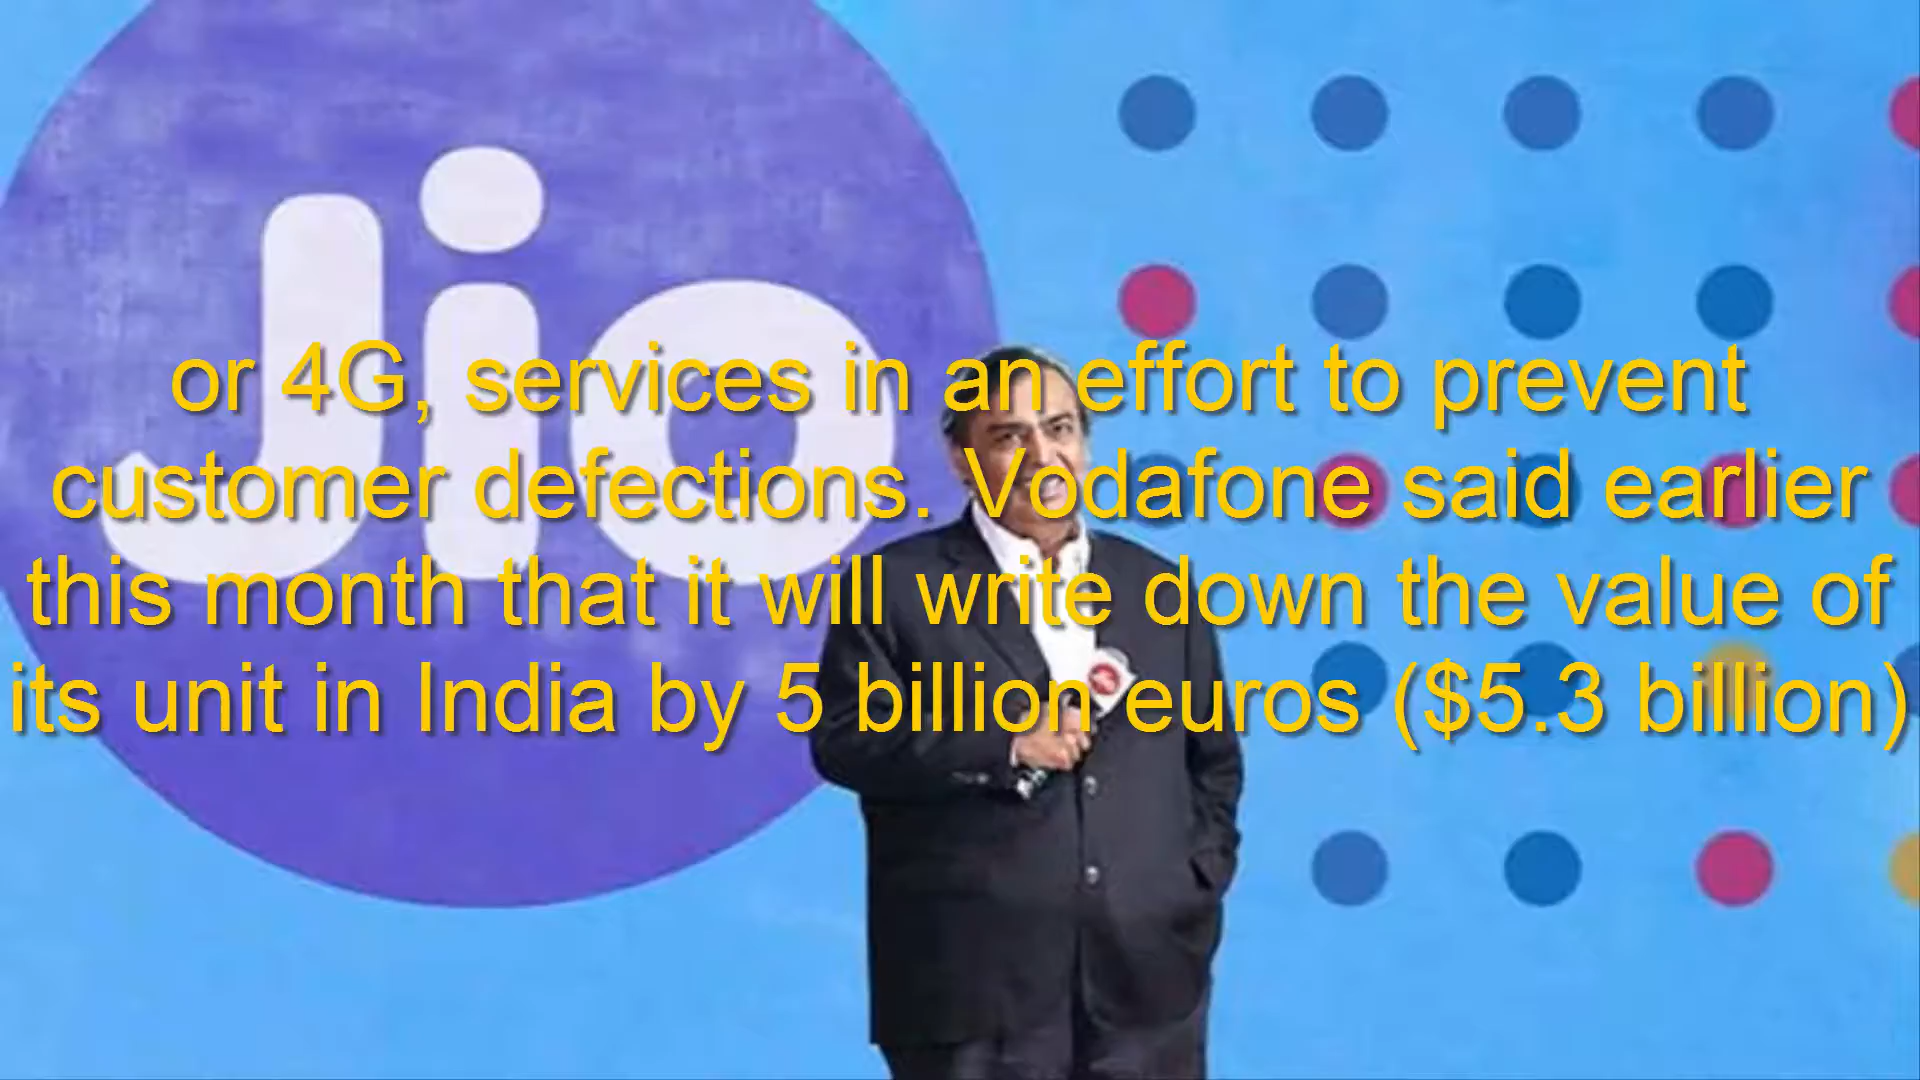 Jio
or 4G, services in an effort to prevent
customer defections. Vodafone said earlier
this month that it will write down the value of
its unit in India by 5 billion euros ($5.3 billion)